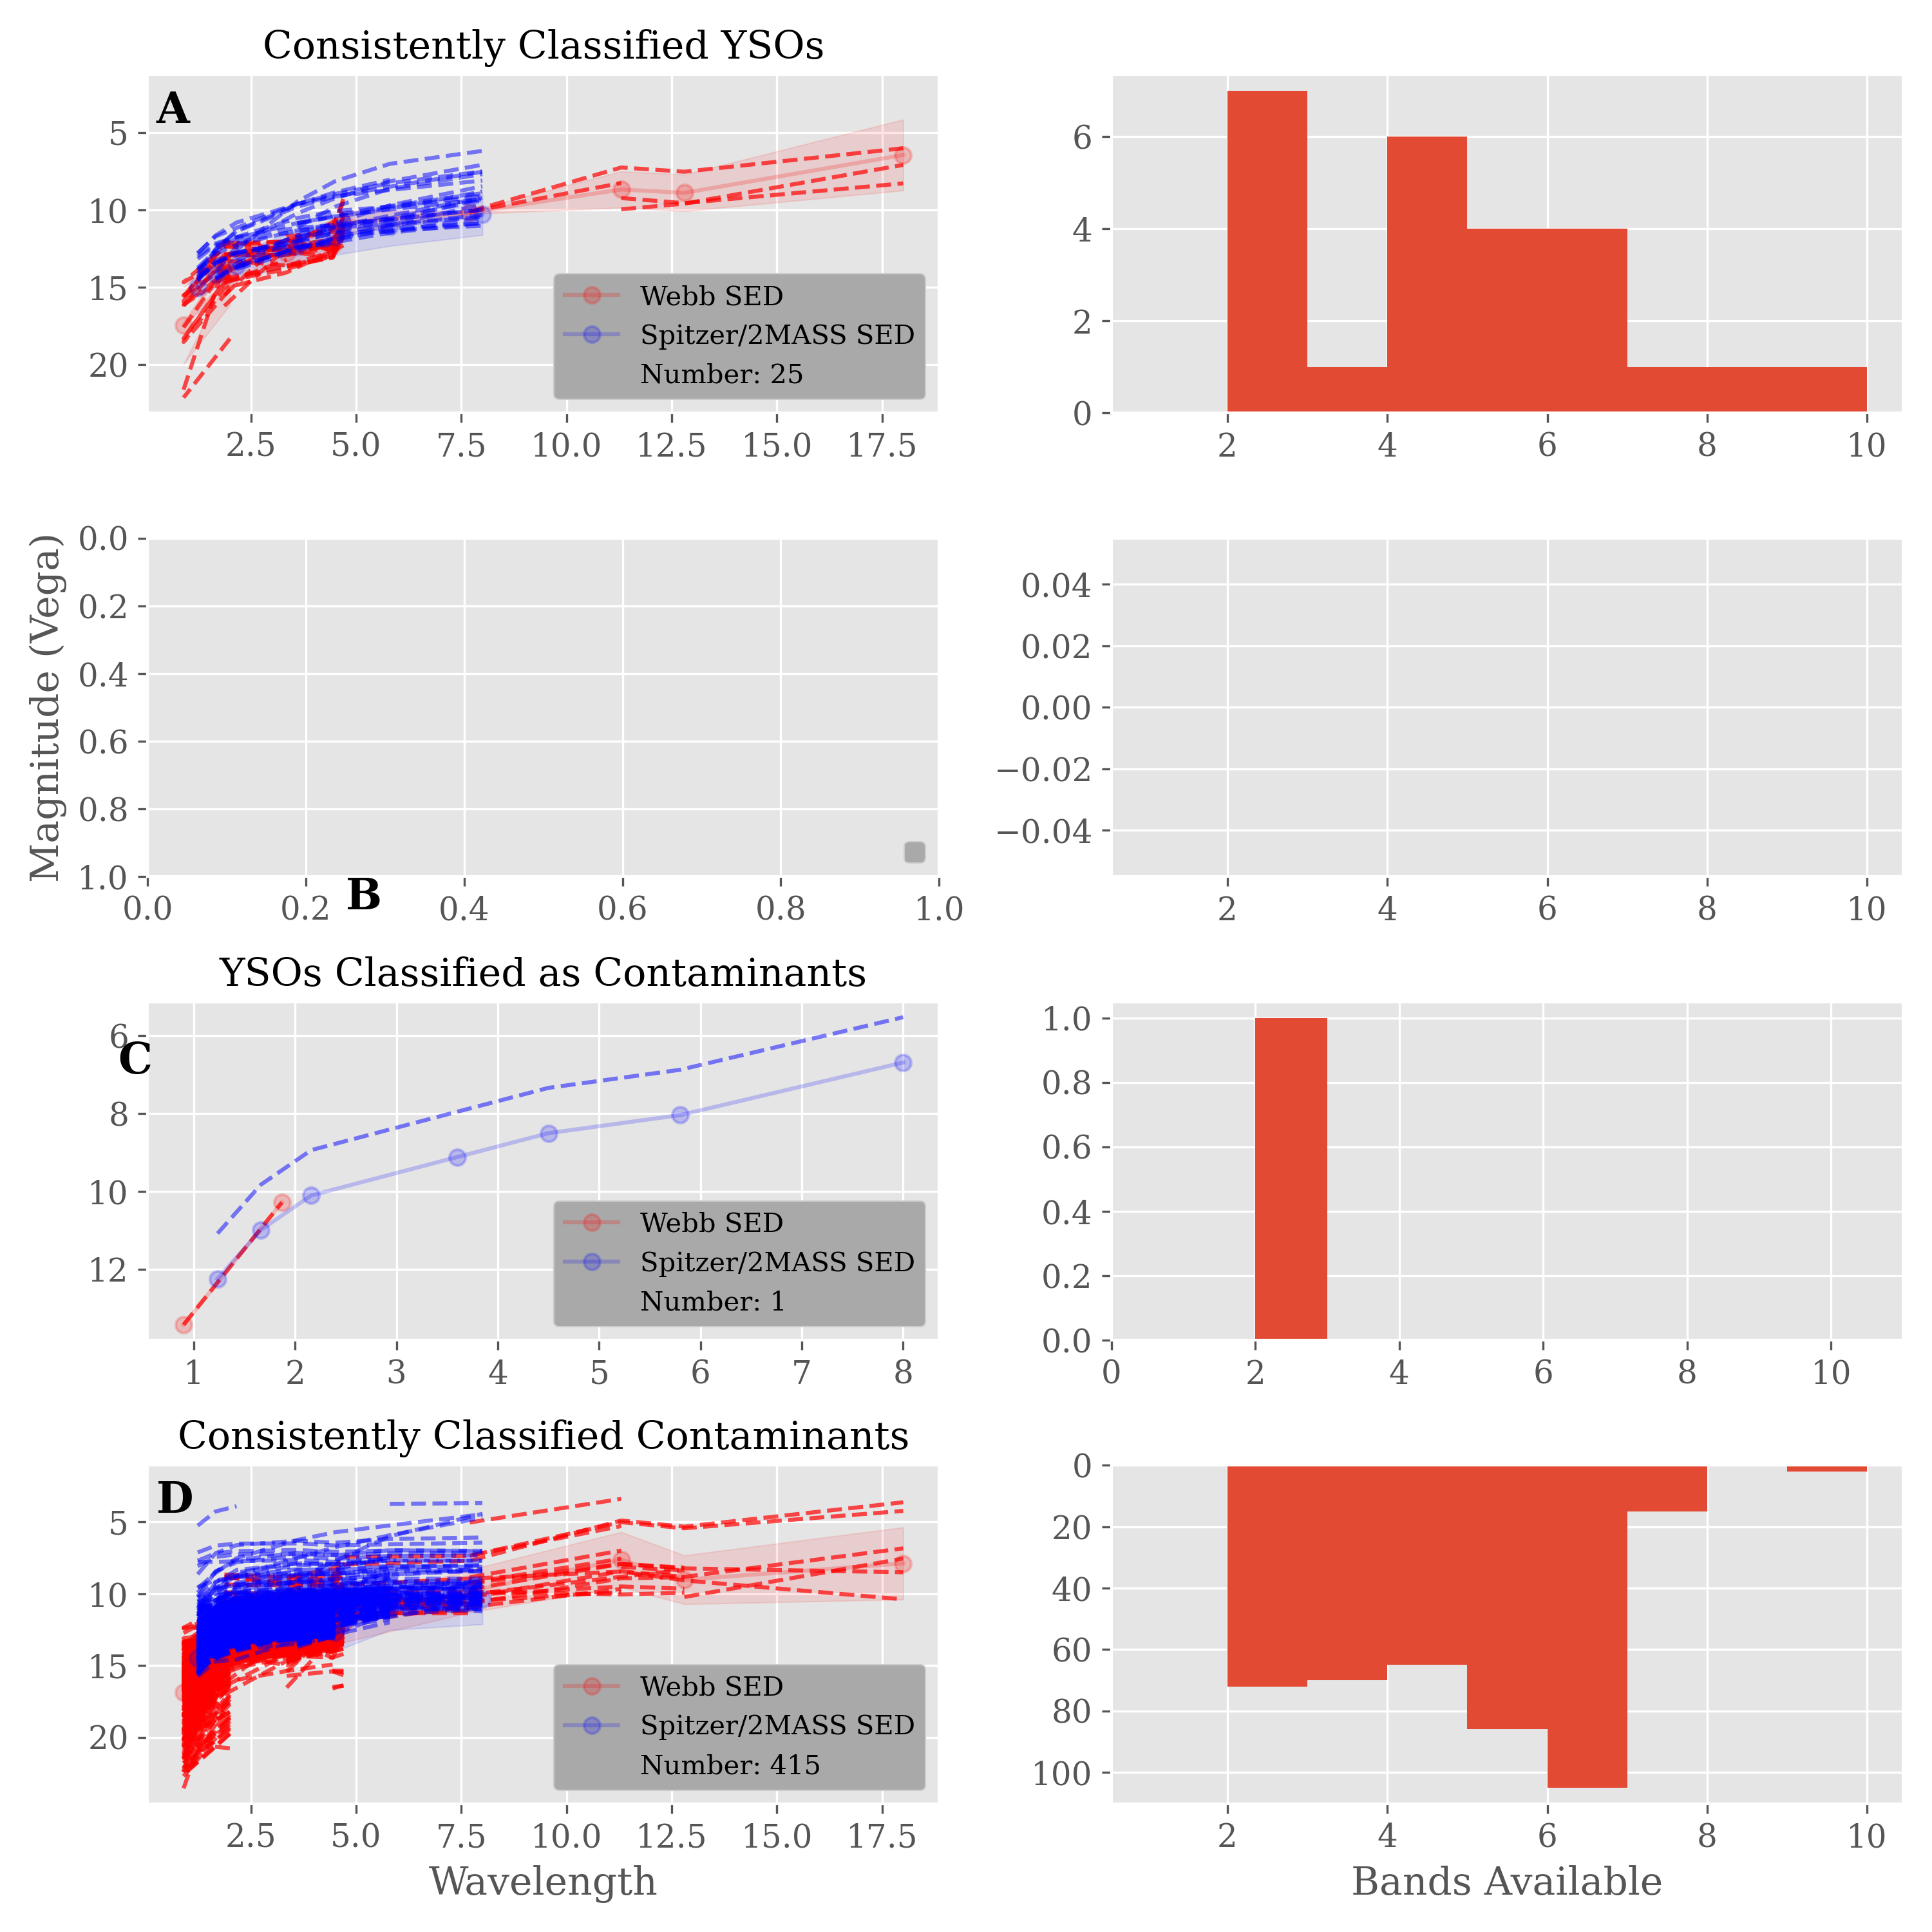 Consistently Classified YSOs
A
5
10
15
20
2.5 5.0 7.5 10.0 12.5 15.0 17.5
Webb SED
Spitzer/2MASS SED
Number: 25
6
4
2
0
2 4 6 8 10
Magnitude (Vega)
0.0
0.2
0.4
0.6
0.8
1.0
0.0 0.2 0.4 0.6 0.8 1.0
B
0.04
0.02
0.00
−0.02
−0.04
2 4 6 8 10
YSOs Classified as Contaminants
C
6
8
10
12
1 2 3 4 5 6 7 8
Webb SED
Spitzer/2MASS SED
Number: 1
1.0
0.8
0.6
0.4
0.2
0.0
0 2 4 6 8 10
Consistently Classified Contaminants
D
5
10
15
20
2.5 5.0 7.5 10.0 12.5 15.0 17.5
Webb SED
Spitzer/2MASS SED
Number: 415
Wavelength
0
20
40
60
80
100
2 4 6 8 10
Bands Available